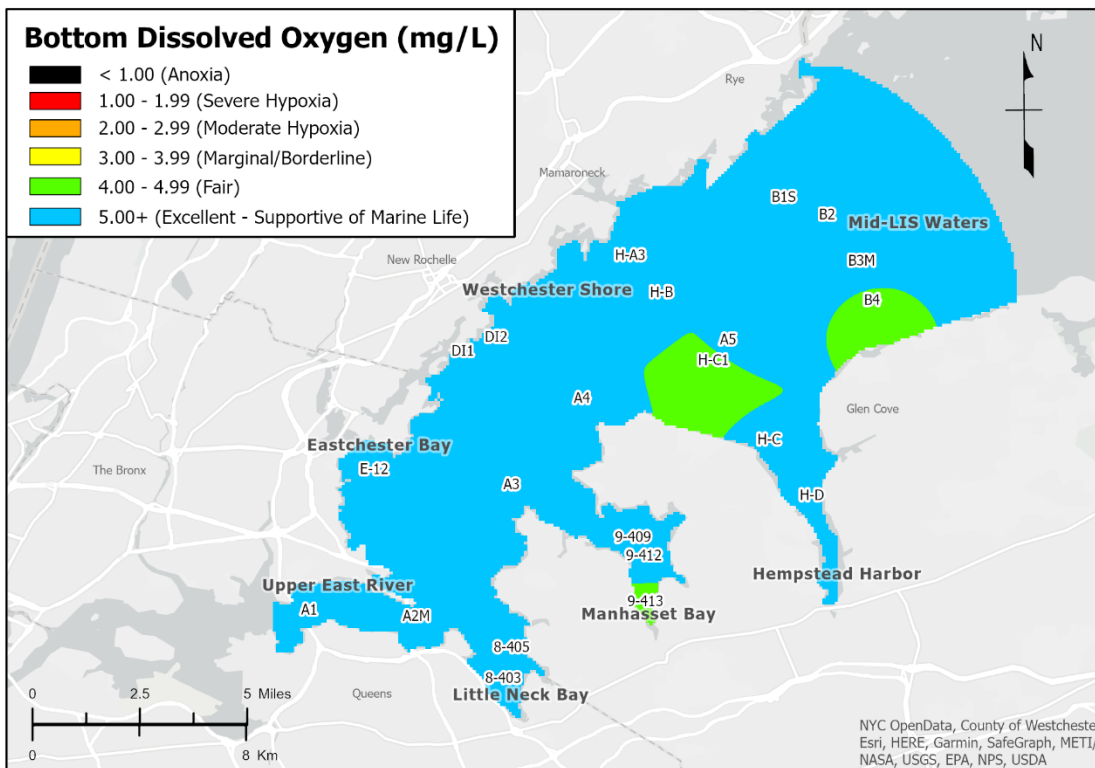 Bottom Dissolved Oxygen (mg/L)
< 1.00 (Anoxia)
1.00 - 1.99 (Severe Hypoxia)
2.00 - 2.99 (Moderate Hypoxia)
3.00 - 3.99 (Marginal/Borderline)
4.00 - 4.99 (Fair)
5.00+ (Excellent - Supportive of Marine Life)
N
Rye
Mamaroneck
B1S
B2
Mid-LIS Waters
New Rochelle
H-A3
B3M
Westchester Shore
H-B
B4
DI1
DI2
A5
H-C1
A4
Glen Cove
Eastchester Bay
H-C
The Bronx
E-12
A3
H-D
9-409
9-412
Hempstead Harbor
Upper East River
9-413
A1
A2M
Manhasset Bay
8-405
8-403
Queens
Little Neck Bay
0 2.5 5 Miles
0 8 Km
NYC OpenData, County of Westcheste
Esri, HERE, Garmin, SafeGraph, METI/
NASA, USGS, EPA, NPS, USDA